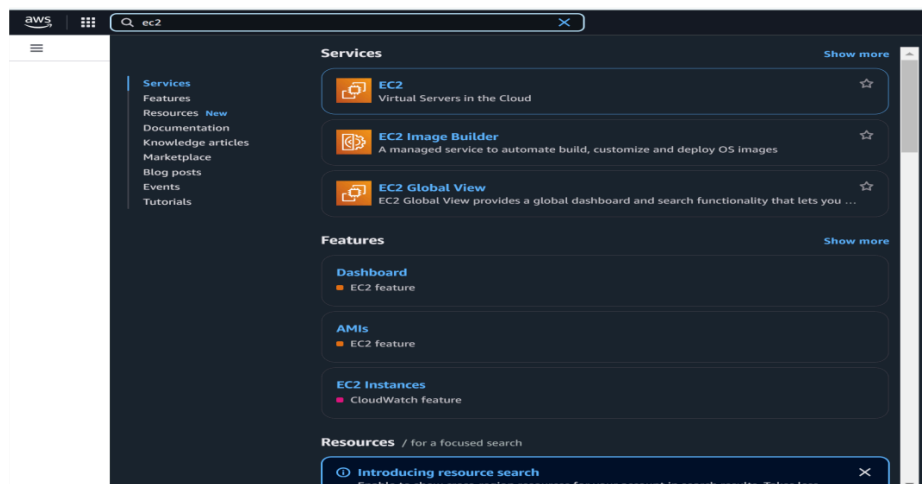 aws
ec2
Services
Features
Resources New
Documentation
Knowledge articles
Marketplace
Blog posts
Events
Tutorials
Services
Show more
EC2
Virtual Servers in the Cloud
EC2 Image Builder
A managed service to automate build, customize and deploy OS images
EC2 Global View
EC2 Global View provides a global dashboard and search functionality that lets you ...
Features
Show more
Dashboard
EC2 feature
AMIs
EC2 feature
EC2 Instances
CloudWatch feature
Resources / for a focused search
Introducing resource search